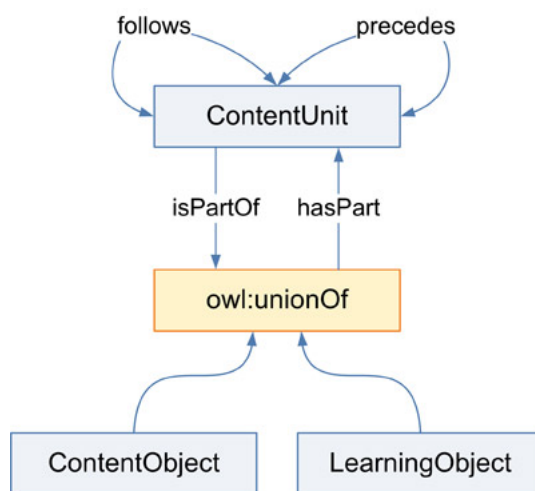 follows
precedes
ContentUnit
isPartOf
hasPart
owl:unionOf
ContentObject
LearningObject